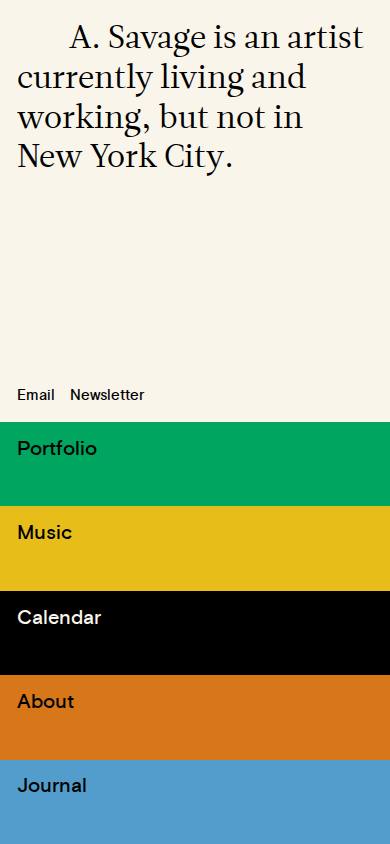 A. Savage is an artist
currently living and
working, but not in
New York City.
Email Newsletter
Portfolio
Music
Calendar
About
Journal